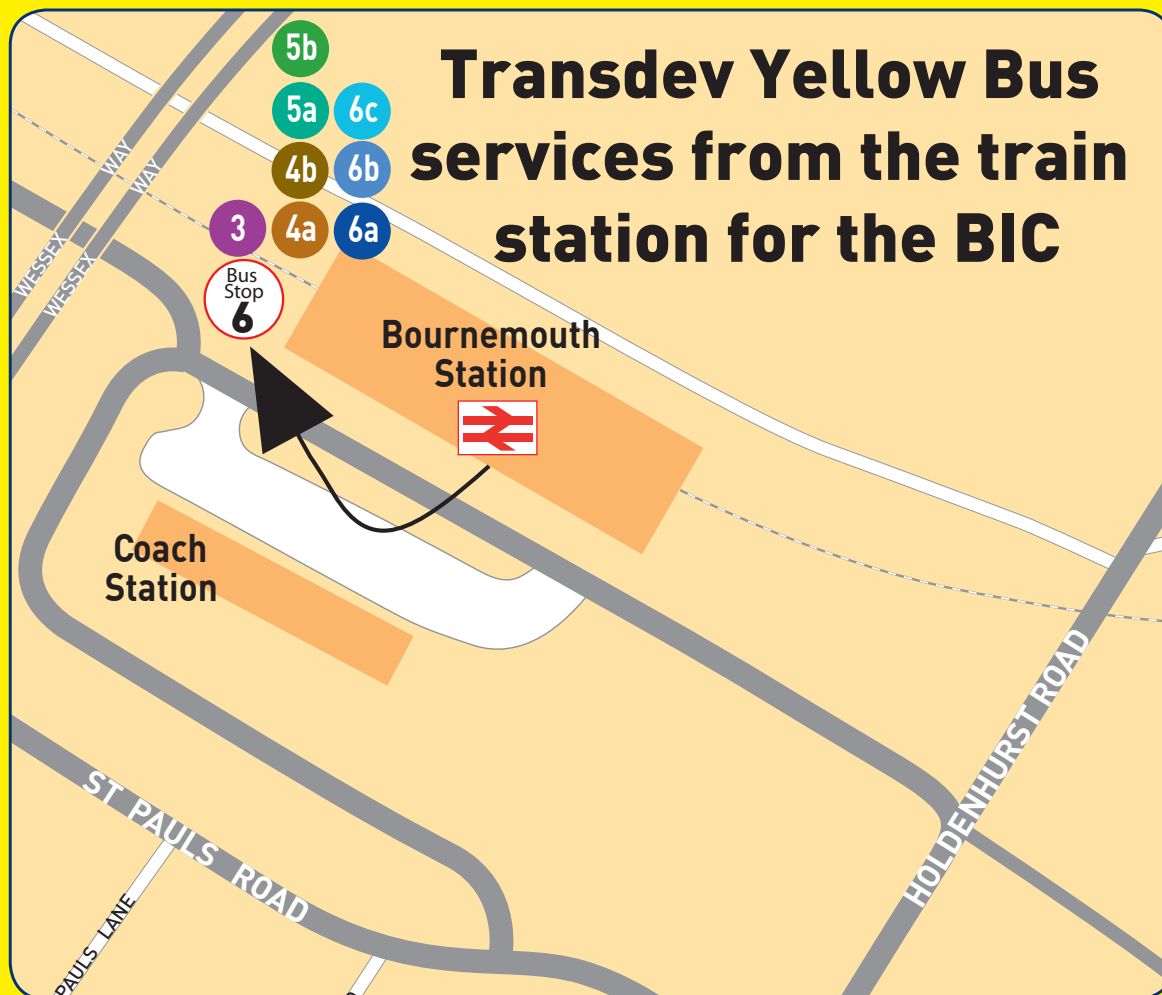 Transdev Yellow Bus
services from the train
station for the BIC
5b
5a 6c
4b 6b
3 4a 6a
Bus
Stop
6
WAY
WAY
WESSEX
WESSEX
Bournemouth
Station
Coach
Station
HOLDENHURST ROAD
ST PAULS ROAD
PAULS LANE